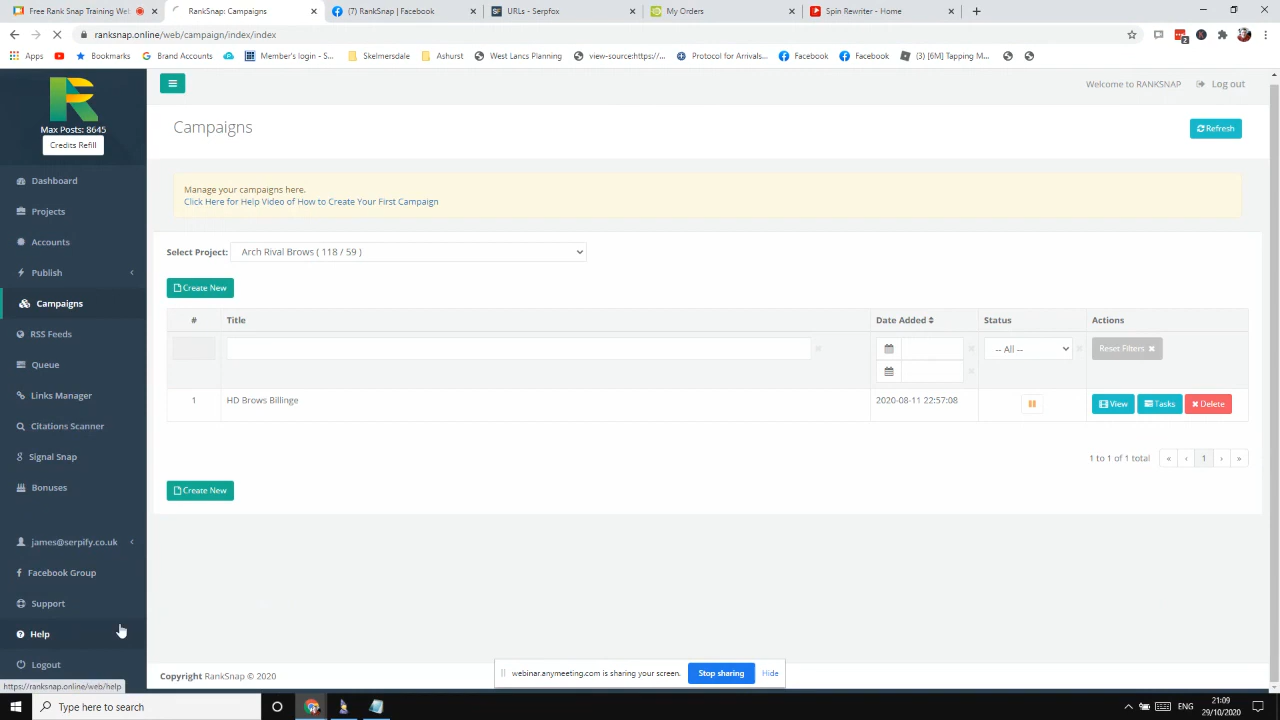 Free Rank Snap Training Web
RankSnap: Campaigns
(7) RankSnap | Facebook
SF URLs - Serpfox
My Orders
Spin Rewriter - Home
ranksnap.online/web/campaign/index/index
2
Apps
Bookmarks
Brand Accounts
Member's login - S...
Skelmersdale
Ashurst
West Lancs Planning
view-source:https:/...
Protocol for Arrivals...
Facebook
Facebook
(3) [6M] Tapping M...
Max Posts: 8645
Credits Refill
Dashboard
Projects
Accounts
Publish
Campaigns
RSS Feeds
Queue
Links Manager
Citations Scanner
Signal Snap
Bonuses
james@serpify.co.uk
Facebook Group
Support
Help
Logout
https://ranksnap.online/web/help
Welcome to RANKSNAP
Log out
Campaigns
Refresh
Manage your campaigns here.
Click Here for Help Video of How to Create Your First Campaign
Select Project: Arch Rival Brows ( 118 / 59 )
Create New
# Title Date Added Status Actions
-- All -- Reset Filters
1 HD Brows Billinge 2020-08-11 22:57:08 View Tasks Delete
1 to 1 of 1 total « ‹ 1 › »
Create New
Copyright RankSnap © 2020
webinar.anymeeting.com is sharing your screen. Stop sharing Hide
Type here to search
ENG
21:09
29/10/2020